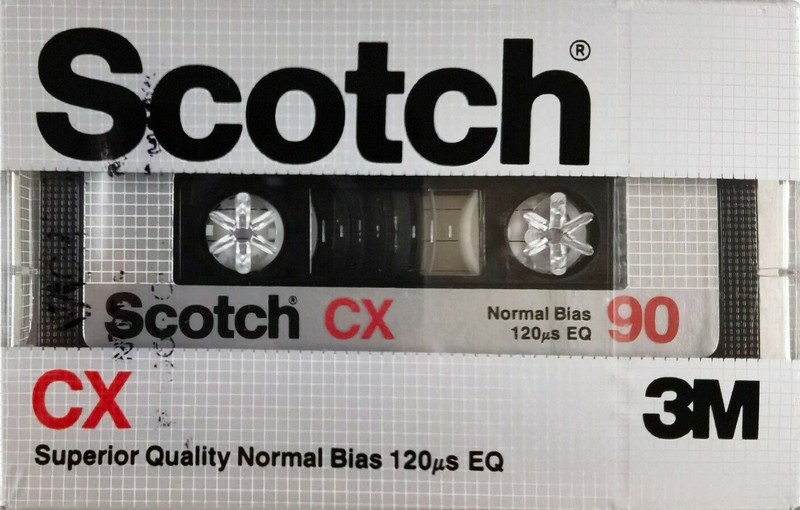 Scotch®
Scotch® CX
Normal Bias
120µs EQ
90
CX
3M
Superior Quality Normal Bias 120µs EQ